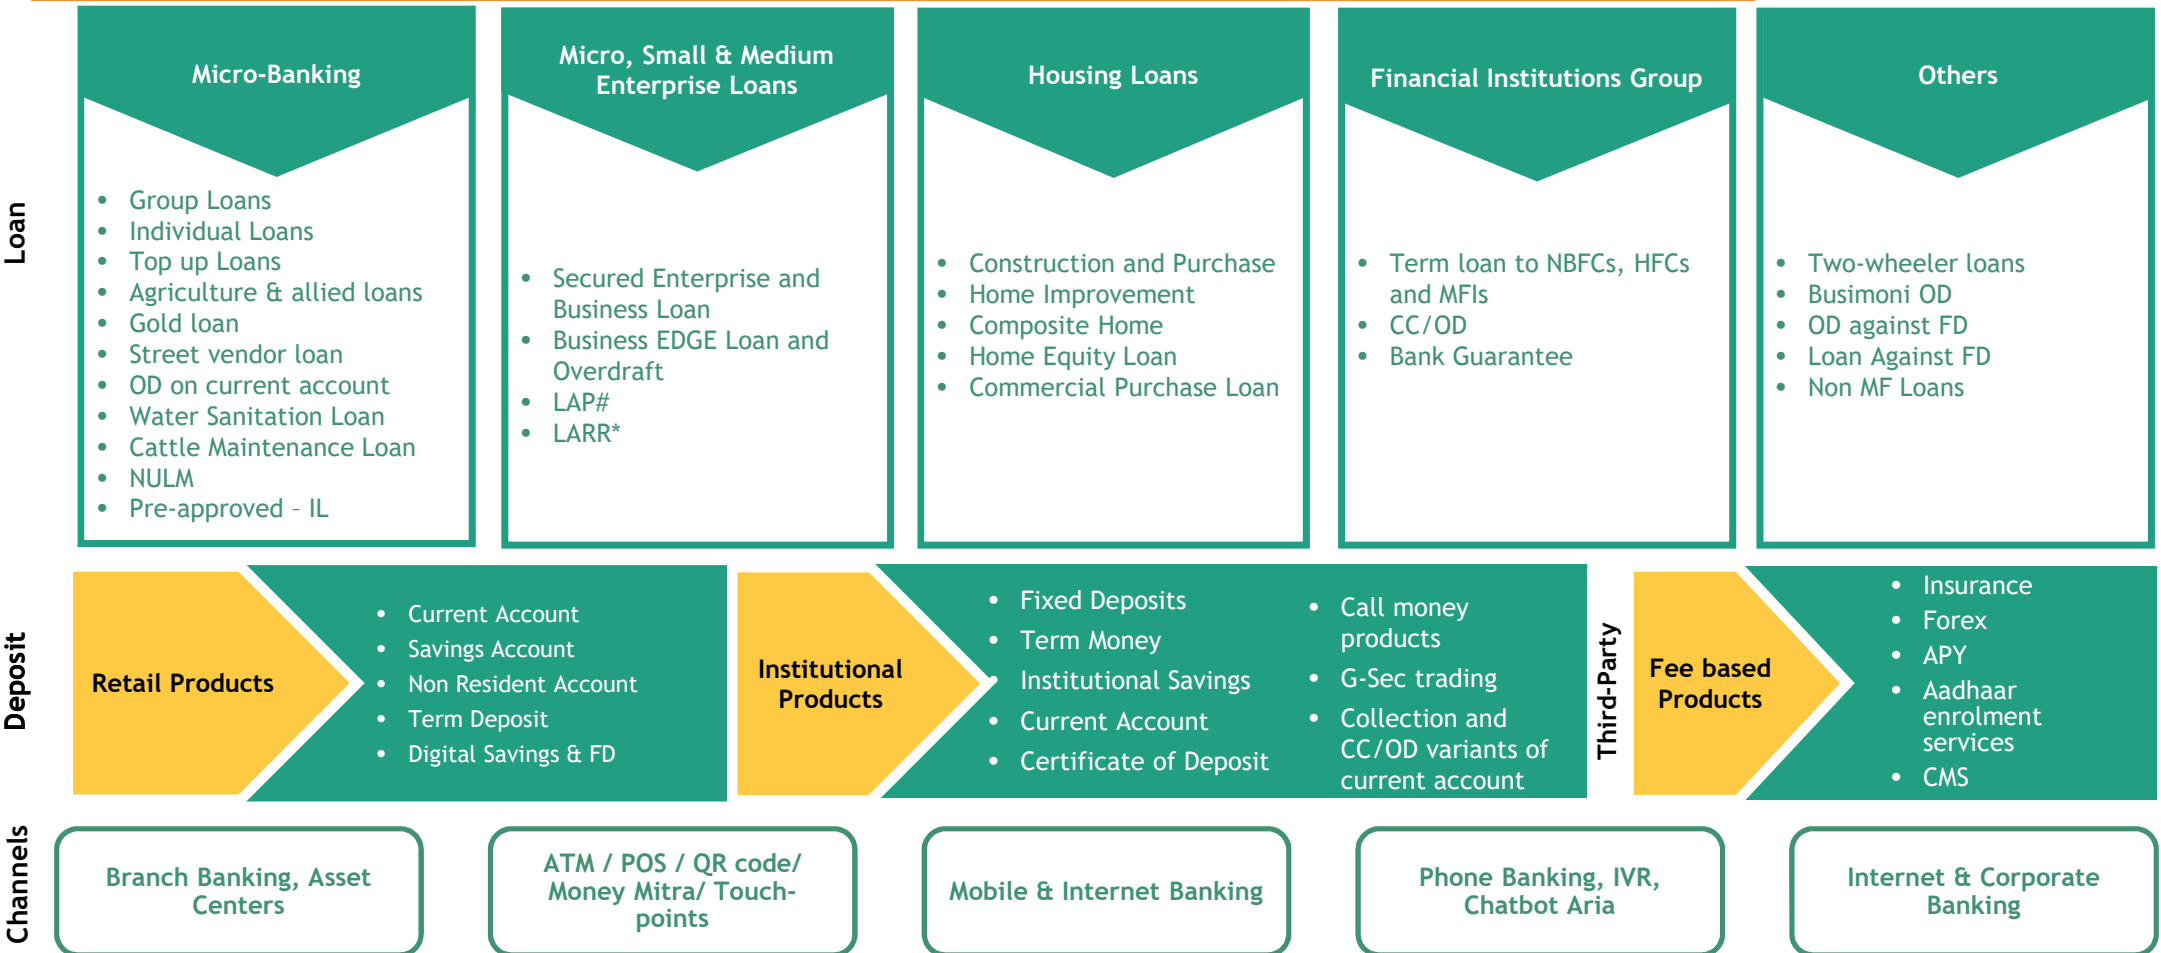 Loan
Micro-Banking
• Group Loans
• Individual Loans
• Top up Loans
• Agriculture & allied loans
• Gold loan
• Street vendor loan
• OD on current account
• Water Sanitation Loan
• Cattle Maintenance Loan
• NULM
• Pre-approved – IL
Micro, Small & Medium
Enterprise Loans
• Secured Enterprise and
Business Loan
• Business EDGE Loan and
Overdraft
• LAP#
• LARR*
Housing Loans
• Construction and Purchase
• Home Improvement
• Composite Home
• Home Equity Loan
• Commercial Purchase Loan
Financial Institutions Group
• Term loan to NBFCs, HFCs
and MFIs
• CC/OD
• Bank Guarantee
Others
• Two-wheeler loans
• Busimoni OD
• OD against FD
• Loan Against FD
• Non MF Loans
Deposit
Retail Products
• Current Account
• Savings Account
• Non Resident Account
• Term Deposit
• Digital Savings & FD
Institutional
Products
• Fixed Deposits
• Term Money
• Institutional Savings
• Current Account
• Certificate of Deposit
• Call money
products
• G-Sec trading
• Collection and
CC/OD variants of
current account
Third-Party
Fee based
Products
• Insurance
• Forex
• APY
• Aadhaar
enrolment
services
• CMS
Channels
Branch Banking, Asset
Centers
ATM / POS / QR code/
Money Mitra/ Touch-
points
Mobile & Internet Banking
Phone Banking, IVR,
Chatbot Aria
Internet & Corporate
Banking